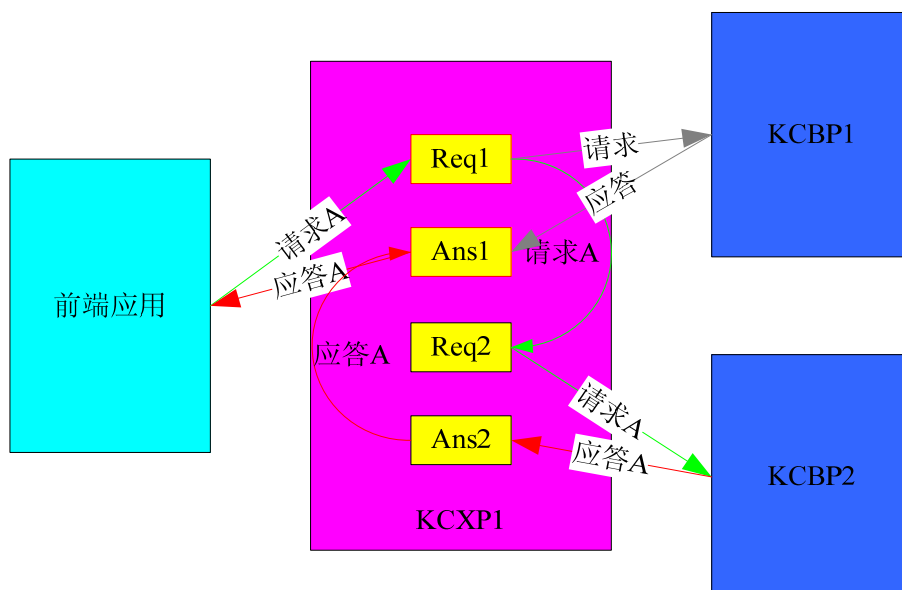 KCBP1
Req1
请求
应答
请求A
Ans1
请求A
应答A
前端应用
Req2
应答A
请求A
Ans2
应答A
KCBP2
KCXP1